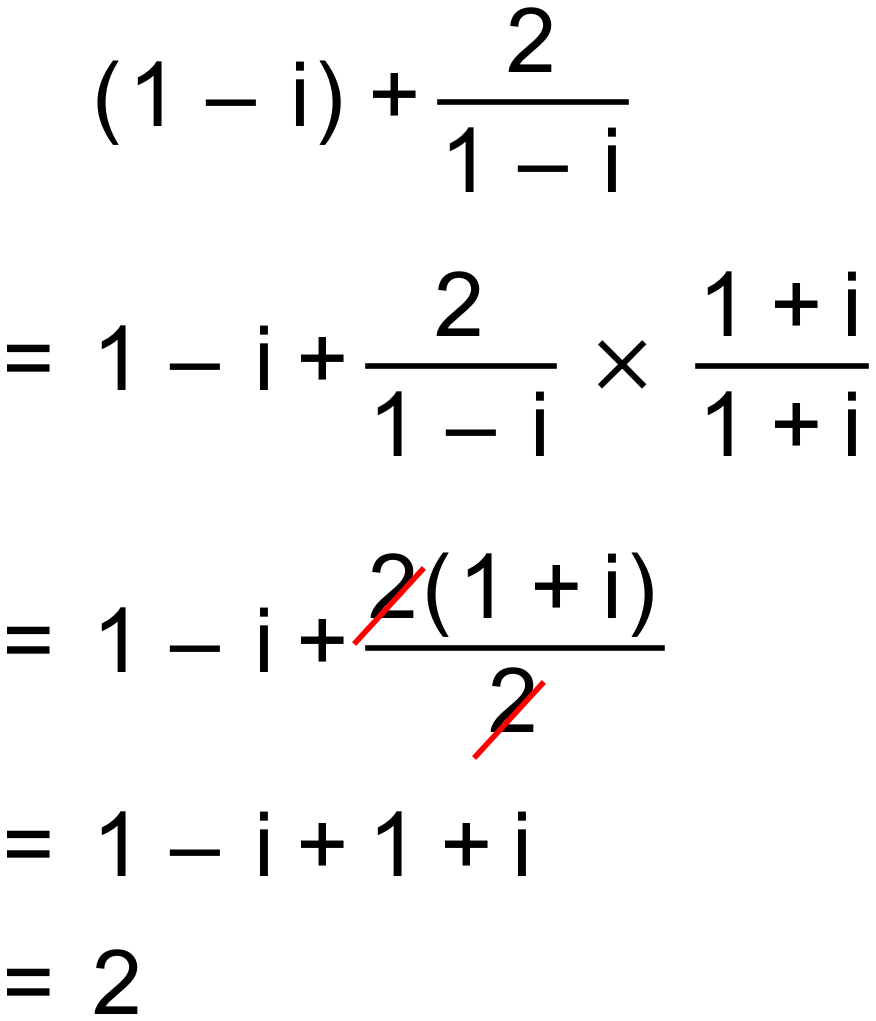 (1 – i) + 2/(1 – i)
= 1 – i + 2/(1 – i) × (1 + i)/(1 + i)
= 1 – i + 2(1 + i)/2
= 1 – i + 1 + i
= 2